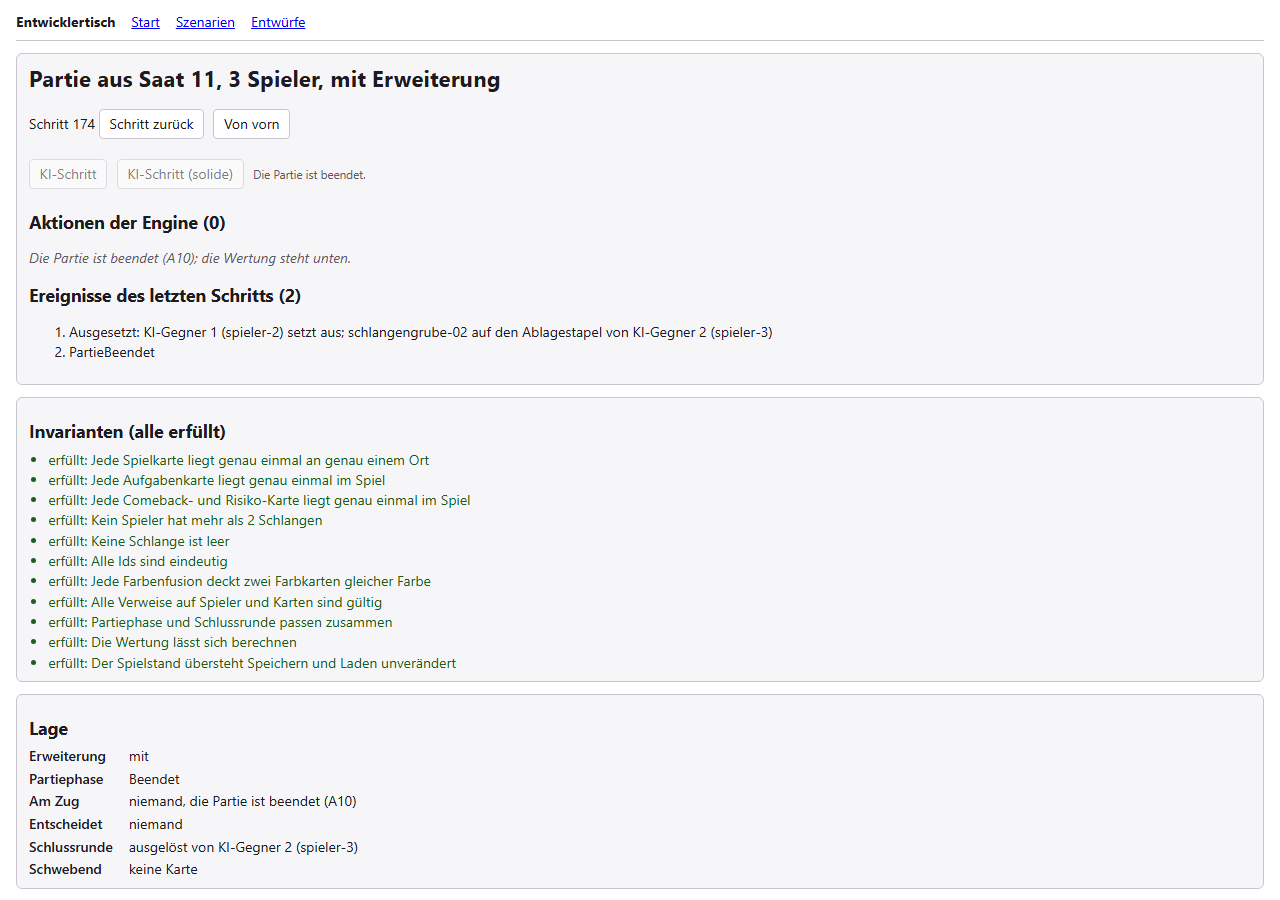 Entwicklertisch Start Szenarien Entwürfe
Partie aus Saat 11, 3 Spieler, mit Erweiterung
Schritt 174 Schritt zurück Von vorn
KI-Schritt KI-Schritt (solide) Die Partie ist beendet.
Aktionen der Engine (0)
Die Partie ist beendet (A10); die Wertung steht unten.
Ereignisse des letzten Schritts (2)
1. Ausgesetzt: KI-Gegner 1 (spieler-2) setzt aus; schlangengrube-02 auf den Ablagestapel von KI-Gegner 2 (spieler-3)
2. PartieBeendet
Invarianten (alle erfüllt)
• erfüllt: Jede Spielkarte liegt genau einmal an genau einem Ort
• erfüllt: Jede Aufgabenkarte liegt genau einmal im Spiel
• erfüllt: Jede Comeback- und Risiko-Karte liegt genau einmal im Spiel
• erfüllt: Kein Spieler hat mehr als 2 Schlangen
• erfüllt: Keine Schlange ist leer
• erfüllt: Alle Ids sind eindeutig
• erfüllt: Jede Farbenfusion deckt zwei Farbkarten gleicher Farbe
• erfüllt: Alle Verweise auf Spieler und Karten sind gültig
• erfüllt: Partiephase und Schlussrunde passen zusammen
• erfüllt: Die Wertung lässt sich berechnen
• erfüllt: Der Spielstand übersteht Speichern und Laden unverändert
Lage
Erweiterung mit
Partiephase Beendet
Am Zug niemand, die Partie ist beendet (A10)
Entscheidet niemand
Schlussrunde ausgelöst von KI-Gegner 2 (spieler-3)
Schwebend keine Karte